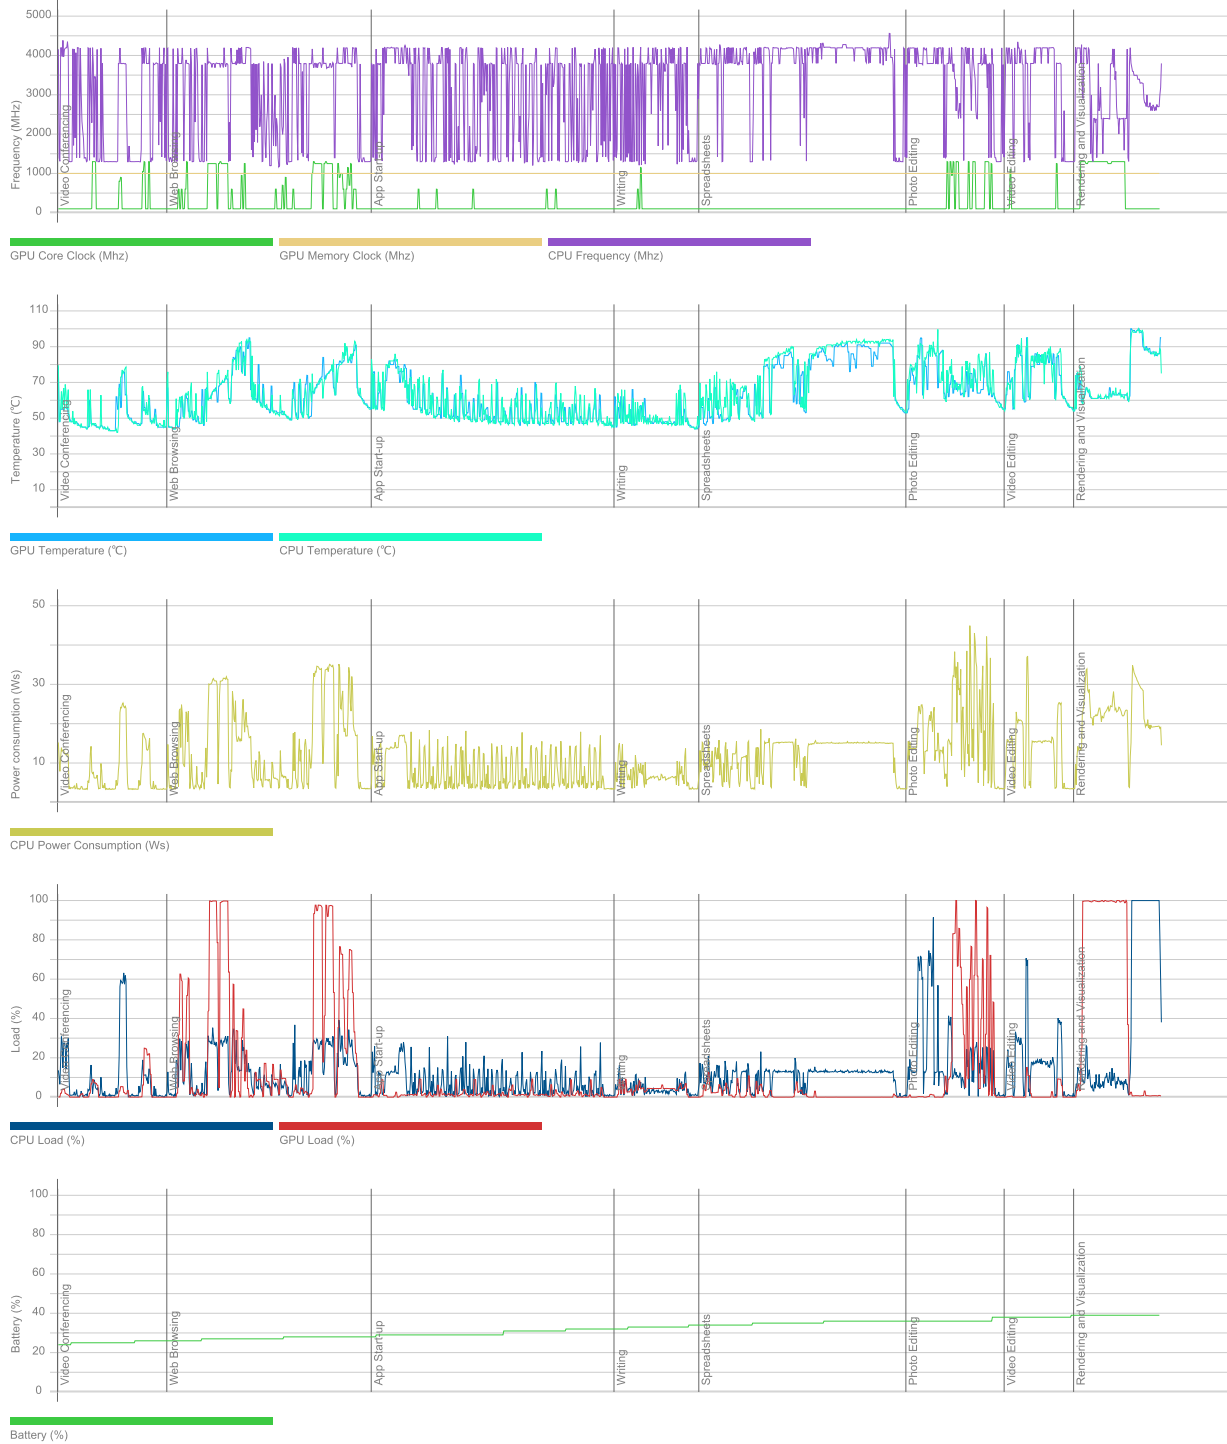 5000
4000
3000
2000
1000
0
Frequency (MHz)
Video Conferencing
Web Browsing
App Start-up
Writing
Spreadsheets
Photo Editing
Video Editing
Rendering and Visualization
GPU Core Clock (Mhz)
GPU Memory Clock (Mhz)
CPU Frequency (Mhz)
110
90
70
50
30
10
Temperature (°C)
Video Conferencing
Web Browsing
App Start-up
Writing
Spreadsheets
Photo Editing
Video Editing
Rendering and Visualization
GPU Temperature (°C)
CPU Temperature (°C)
50
30
10
Power consumption (Ws)
Video Conferencing
Web Browsing
App Start-up
Writing
Spreadsheets
Photo Editing
Video Editing
Rendering and Visualization
CPU Power Consumption (Ws)
100
80
60
40
20
0
Load (%)
Video Conferencing
Web Browsing
App Start-up
Writing
Spreadsheets
Photo Editing
Video Editing
Rendering and Visualization
CPU Load (%)
GPU Load (%)
100
80
60
40
20
0
Battery (%)
Video Conferencing
Web Browsing
App Start-up
Writing
Spreadsheets
Photo Editing
Video Editing
Rendering and Visualization
Battery (%)